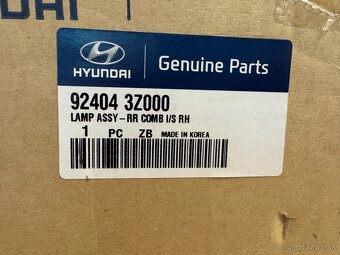 HYUNDAI
Genuine Parts
92404 3Z000
LAMP ASSY-RR COMB I/S RH
1 PC ZB MADE IN KOREA